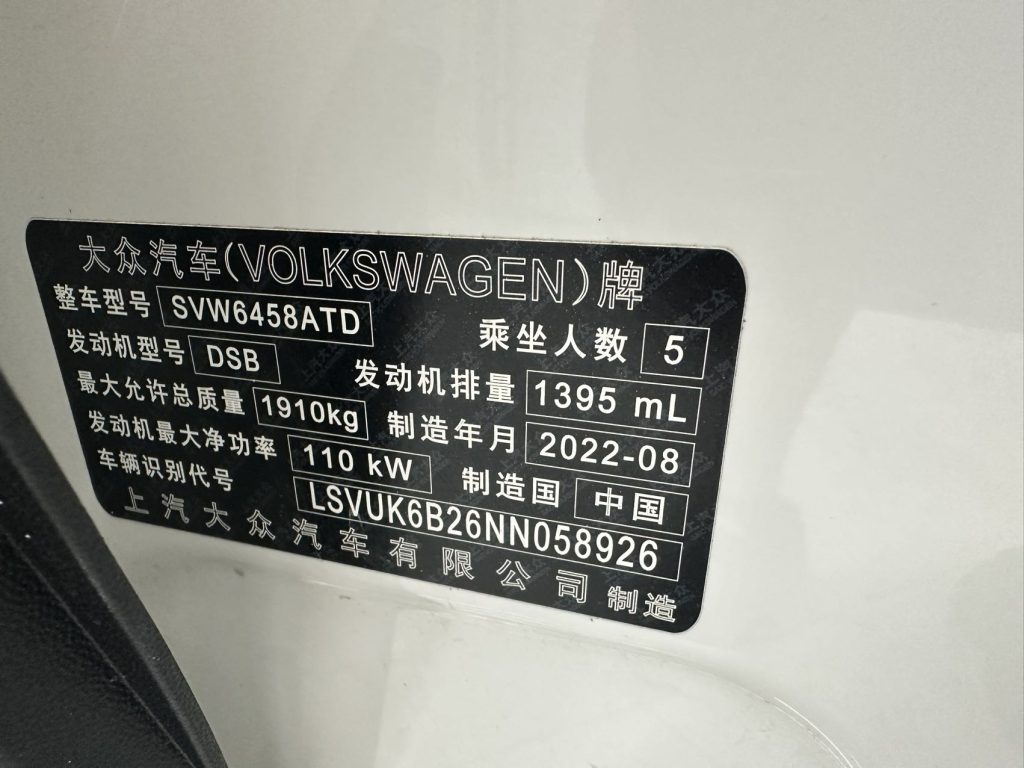 大众汽车(VOLKSWAGEN)牌
整车型号 SVW6458ATD 乘坐人数 5
发动机型号 DSB 发动机排量 1395 mL
最大允许总质量 1910kg 制造年月 2022-08
发动机最大净功率 110 kW 制造国 中国
车辆识别代号 LSVUK6B26NN058926
上汽大众汽车有限公司制造